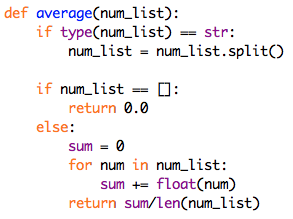 def average(num_list):
    if type(num_list) == str:
        num_list = num_list.split()

    if num_list == []:
        return 0.0
    else:
        sum = 0
        for num in num_list:
            sum += float(num)
        return sum/len(num_list)